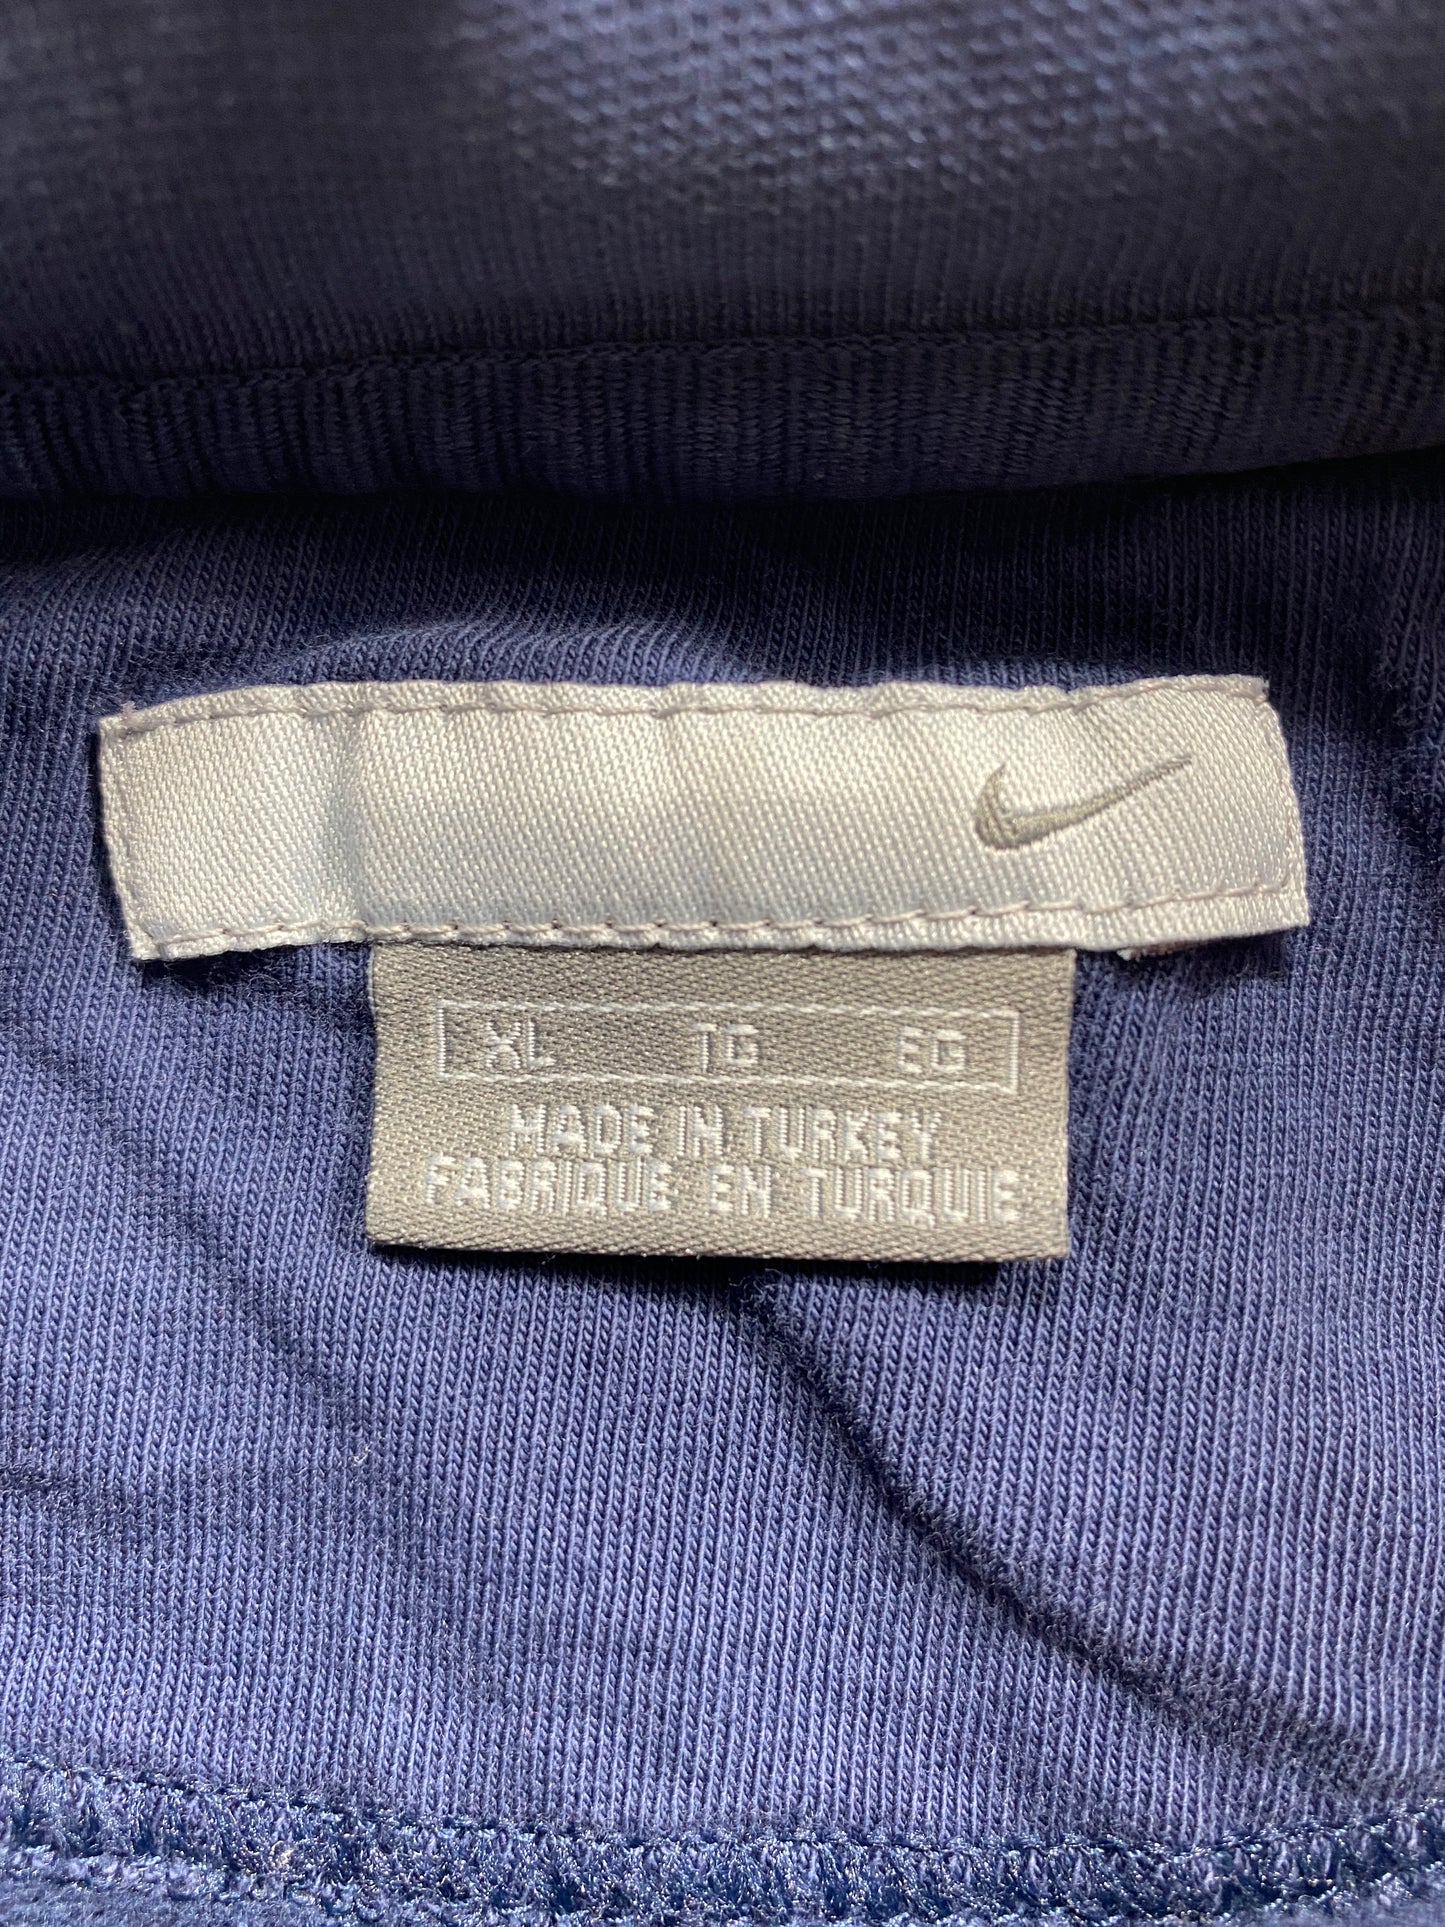 XL TG EG
MADE IN TURKEY
FABRIQUE EN TURQUIE